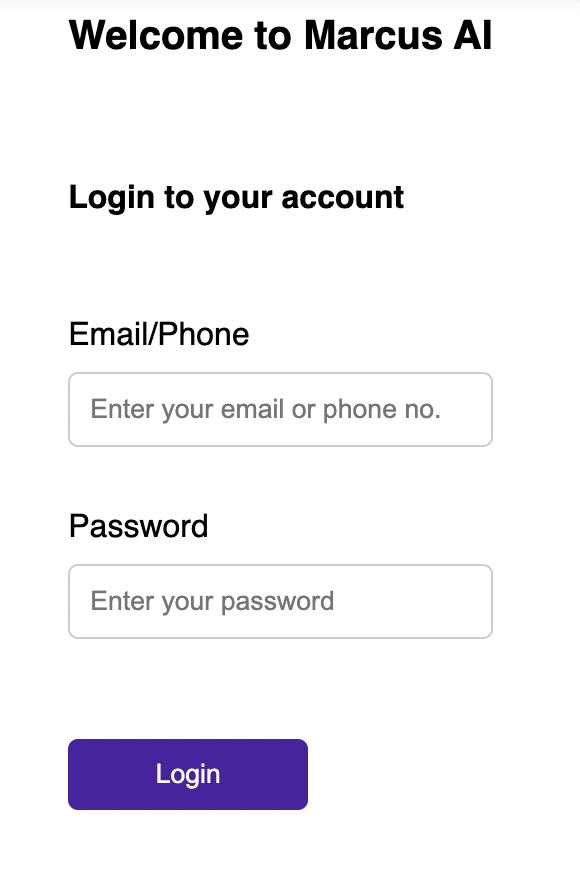 Welcome to Marcus AI
Login to your account
Email/Phone
Enter your email or phone no.
Password
Enter your password
Login